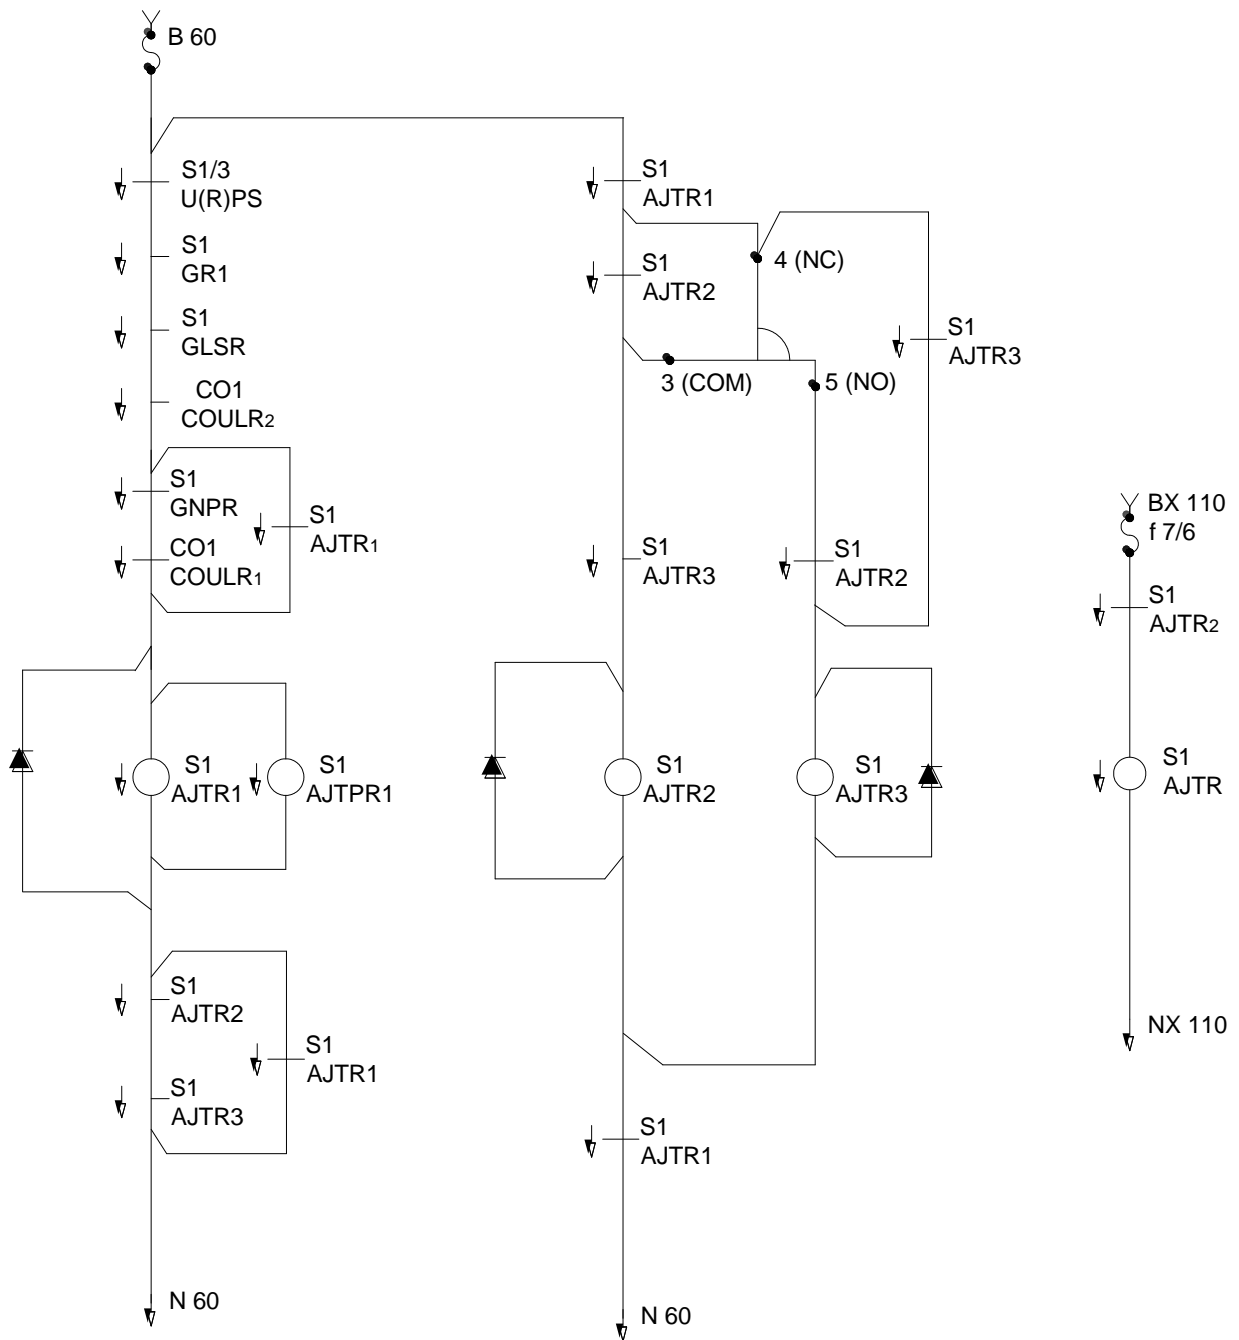 B 60
S1/3
U(R)PS
S1
GR1
S1
GLSR
CO1
COULR2
S1
GNPR
S1
AJTR1
CO1
COULR1
S1
AJTR1
S1
AJTPR1
S1
AJTR2
S1
AJTR1
S1
AJTR3
N 60
S1
AJTR1
S1
AJTR2
4 (NC)
3 (COM)
5 (NO)
S1
AJTR3
S1
AJTR3
S1
AJTR2
S1
AJTR2
S1
AJTR3
S1
AJTR1
N 60
BX 110
f 7/6
S1
AJTR2
S1
AJTR
NX 110